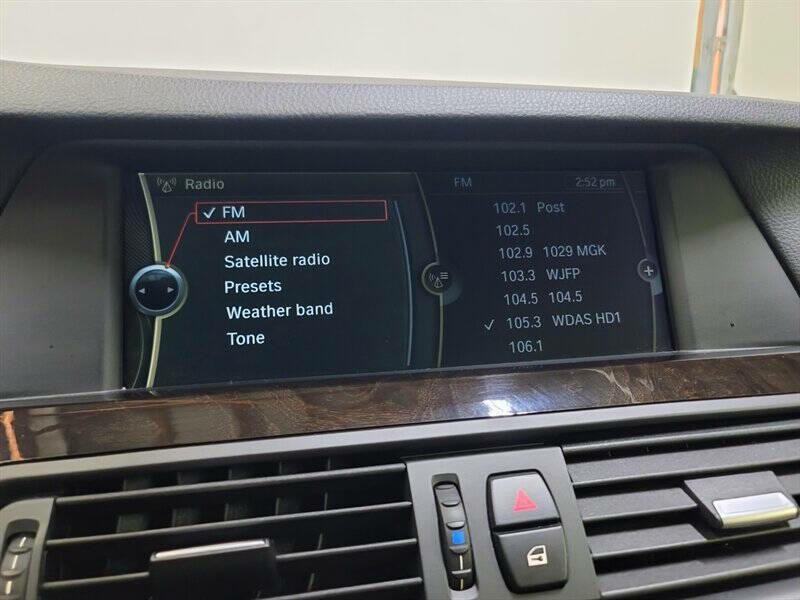 Radio
FM
AM
Satellite radio
Presets
Weather band
Tone
FM 2:52 pm
102.1 Post
102.5
102.9 1029 MGK
103.3 WJFP
104.5 104.5
105.3 WDAS HD1
106.1